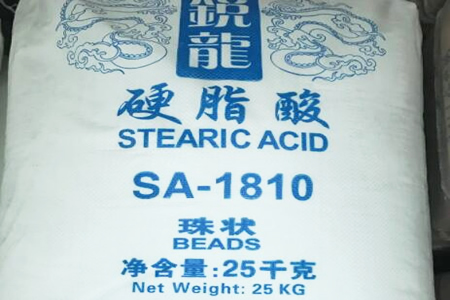 銳龍
硬脂酸
STEARIC ACID
SA-1810
珠状
BEADS
净含量:25千克
Net Weight: 25 KG